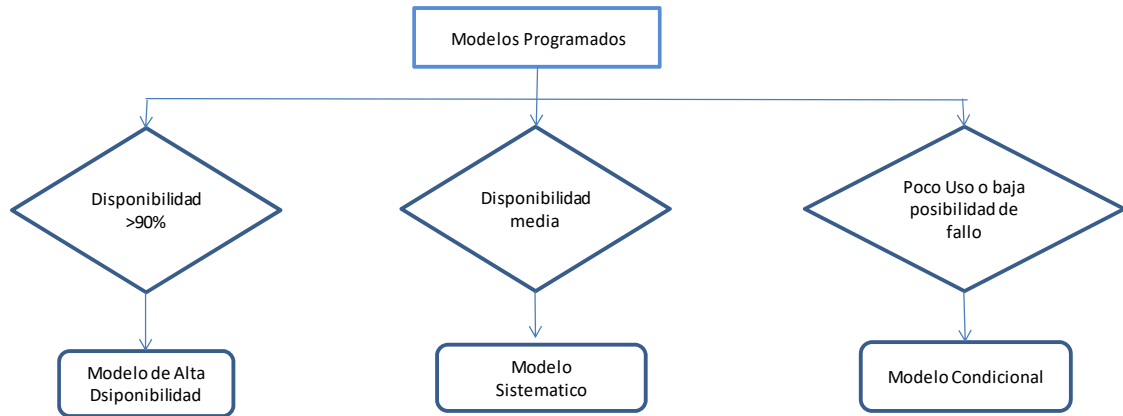 Modelos Programados
Disponibilidad
>90%
Disponibilidad
media
Poco Uso o baja
posibilidad de
fallo
Modelo de Alta
Dsiponibilidad
Modelo
Sistematico
Modelo Condicional